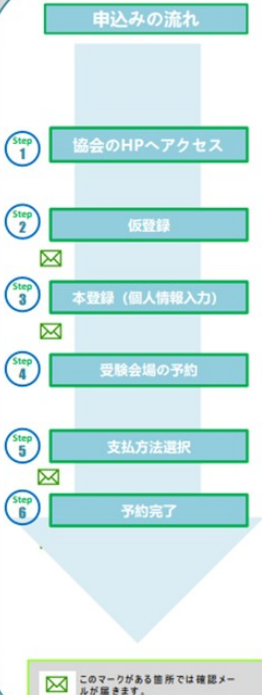 申込みの流れ
Step
1
協会のHPへアクセス
Step
2
仮登録
Step
3
本登録（個人情報入力）
Step
4
受験会場の予約
Step
5
支払方法選択
Step
6
予約完了
このマークがある箇所では確認メー
ルが届きます。